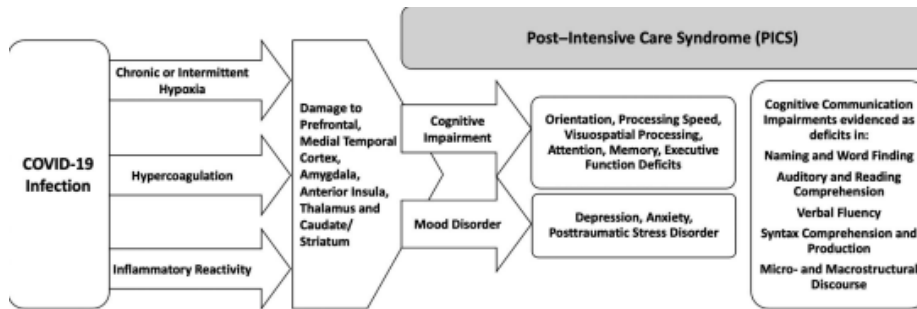 Post–Intensive Care Syndrome (PICS)
COVID-19
Infection
Chronic or Intermittent
Hypoxia
Hypercoagulation
Inflammatory Reactivity
Damage to
Prefrontal,
Medial Temporal
Cortex,
Amygdala,
Anterior Insula,
Thalamus and
Caudate/
Striatum
Cognitive
Impairment
Mood Disorder
Orientation, Processing Speed,
Visuospatial Processing,
Attention, Memory, Executive
Function Deficits
Depression, Anxiety,
Posttraumatic Stress Disorder
Cognitive Communication
Impairments evidenced as
deficits in:
Naming and Word Finding
Auditory and Reading
Comprehension
Verbal Fluency
Syntax Comprehension and
Production
Micro- and Macrostructural
Discourse